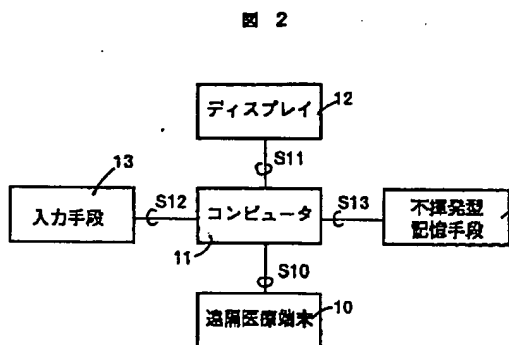 図 2
ディスプレイ
12
S11
13
入力手段
S12
コンピュータ
11
S13
不揮発型
記憶手段
S10
遠隔医療端末
10